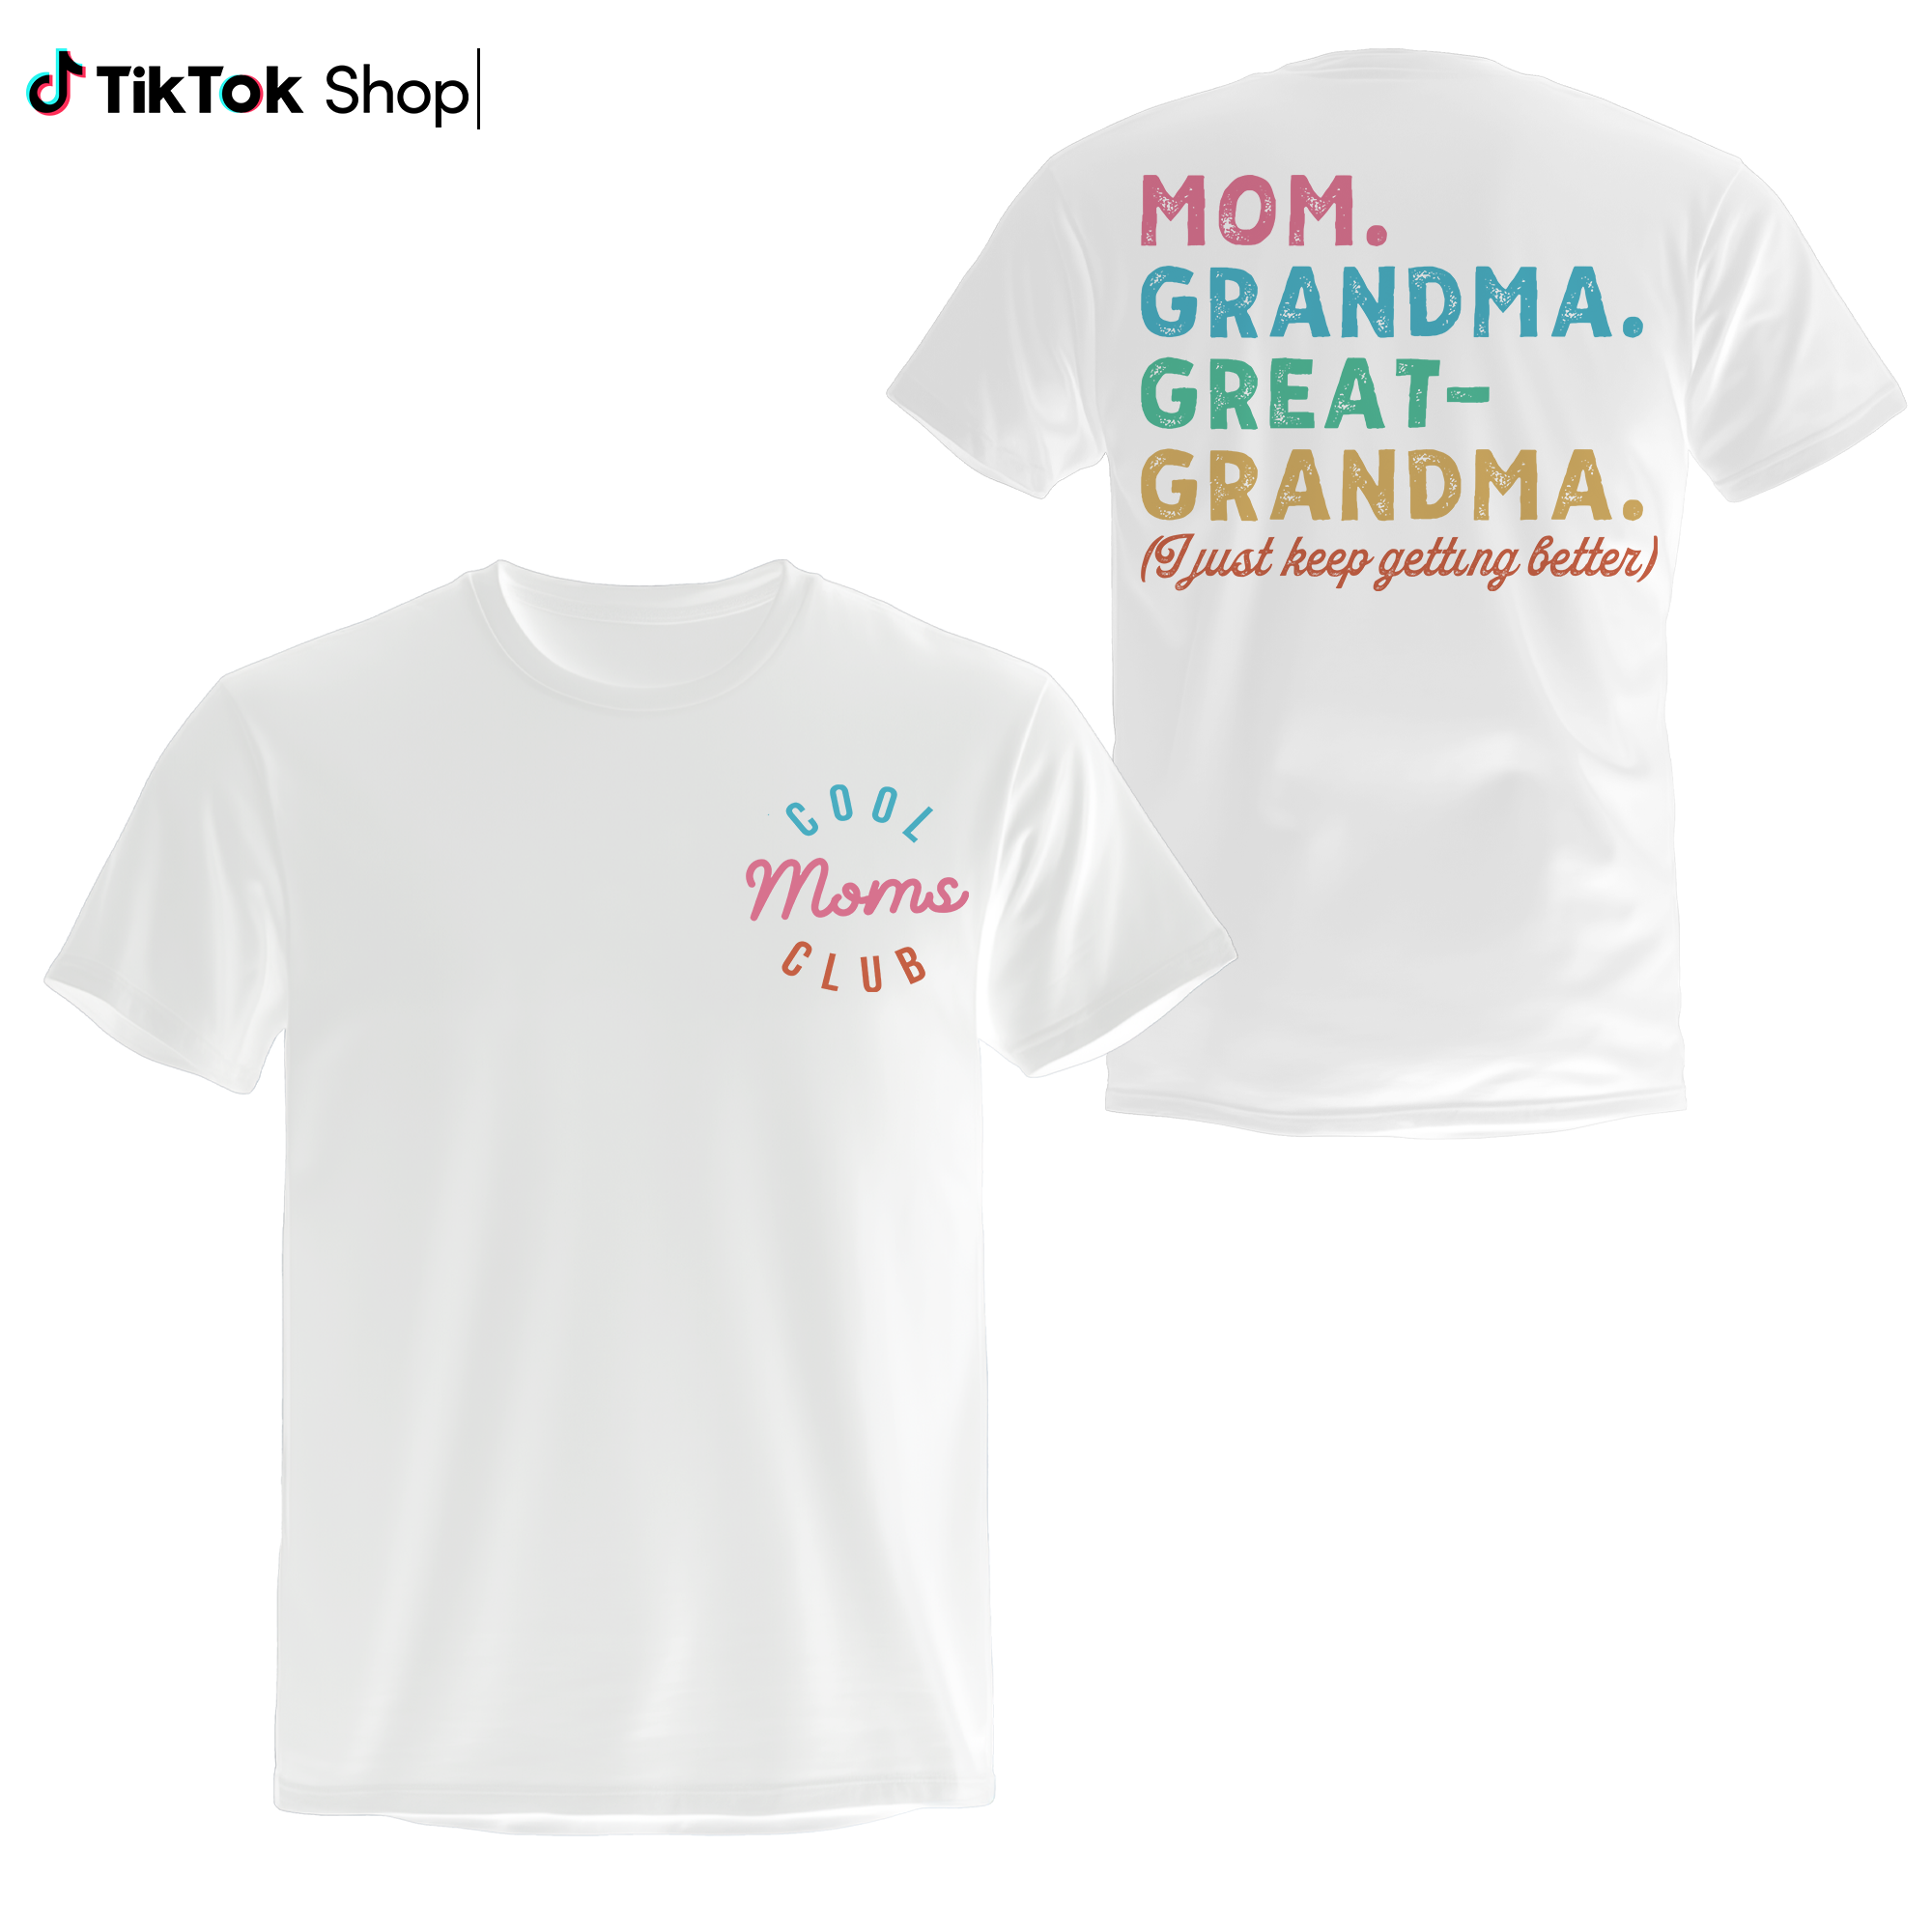 TikTok Shop
MOM.
GRANDMA.
GREAT-
GRANDMA.
(I just keep getting better)
COOL
Moms
CLUB